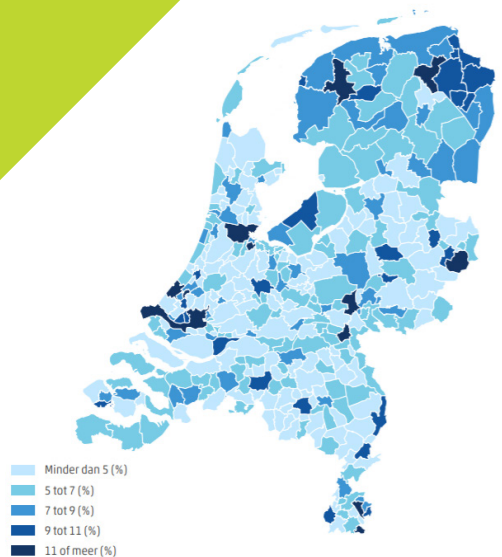 Minder dan 5 (%)
5 tot 7 (%)
7 tot 9 (%)
9 tot 11 (%)
11 of meer (%)